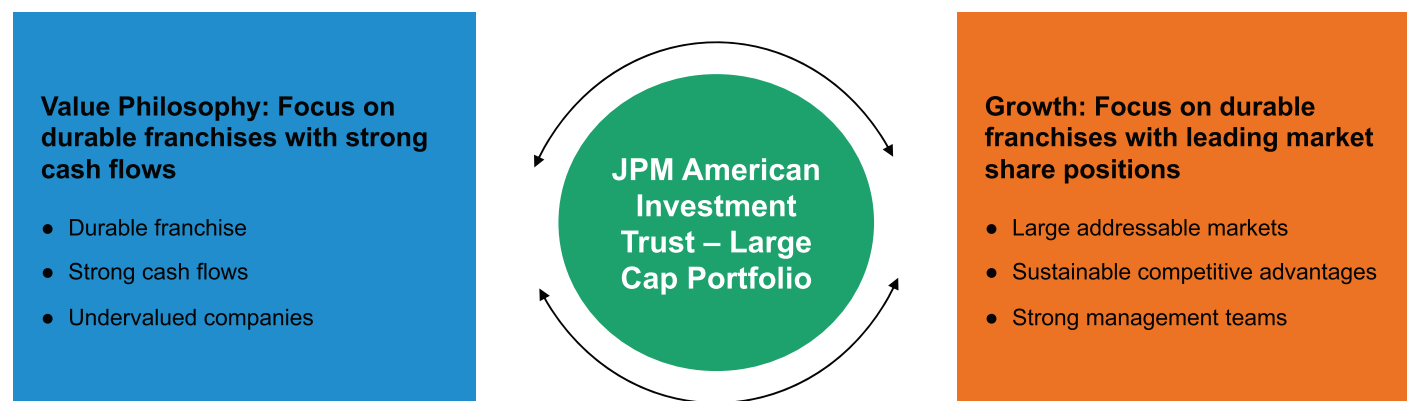 Value Philosophy: Focus on
durable franchises with strong
cash flows
● Durable franchise
● Strong cash flows
● Undervalued companies
JPM American
Investment
Trust – Large
Cap Portfolio
Growth: Focus on durable
franchises with leading market
share positions
● Large addressable markets
● Sustainable competitive advantages
● Strong management teams